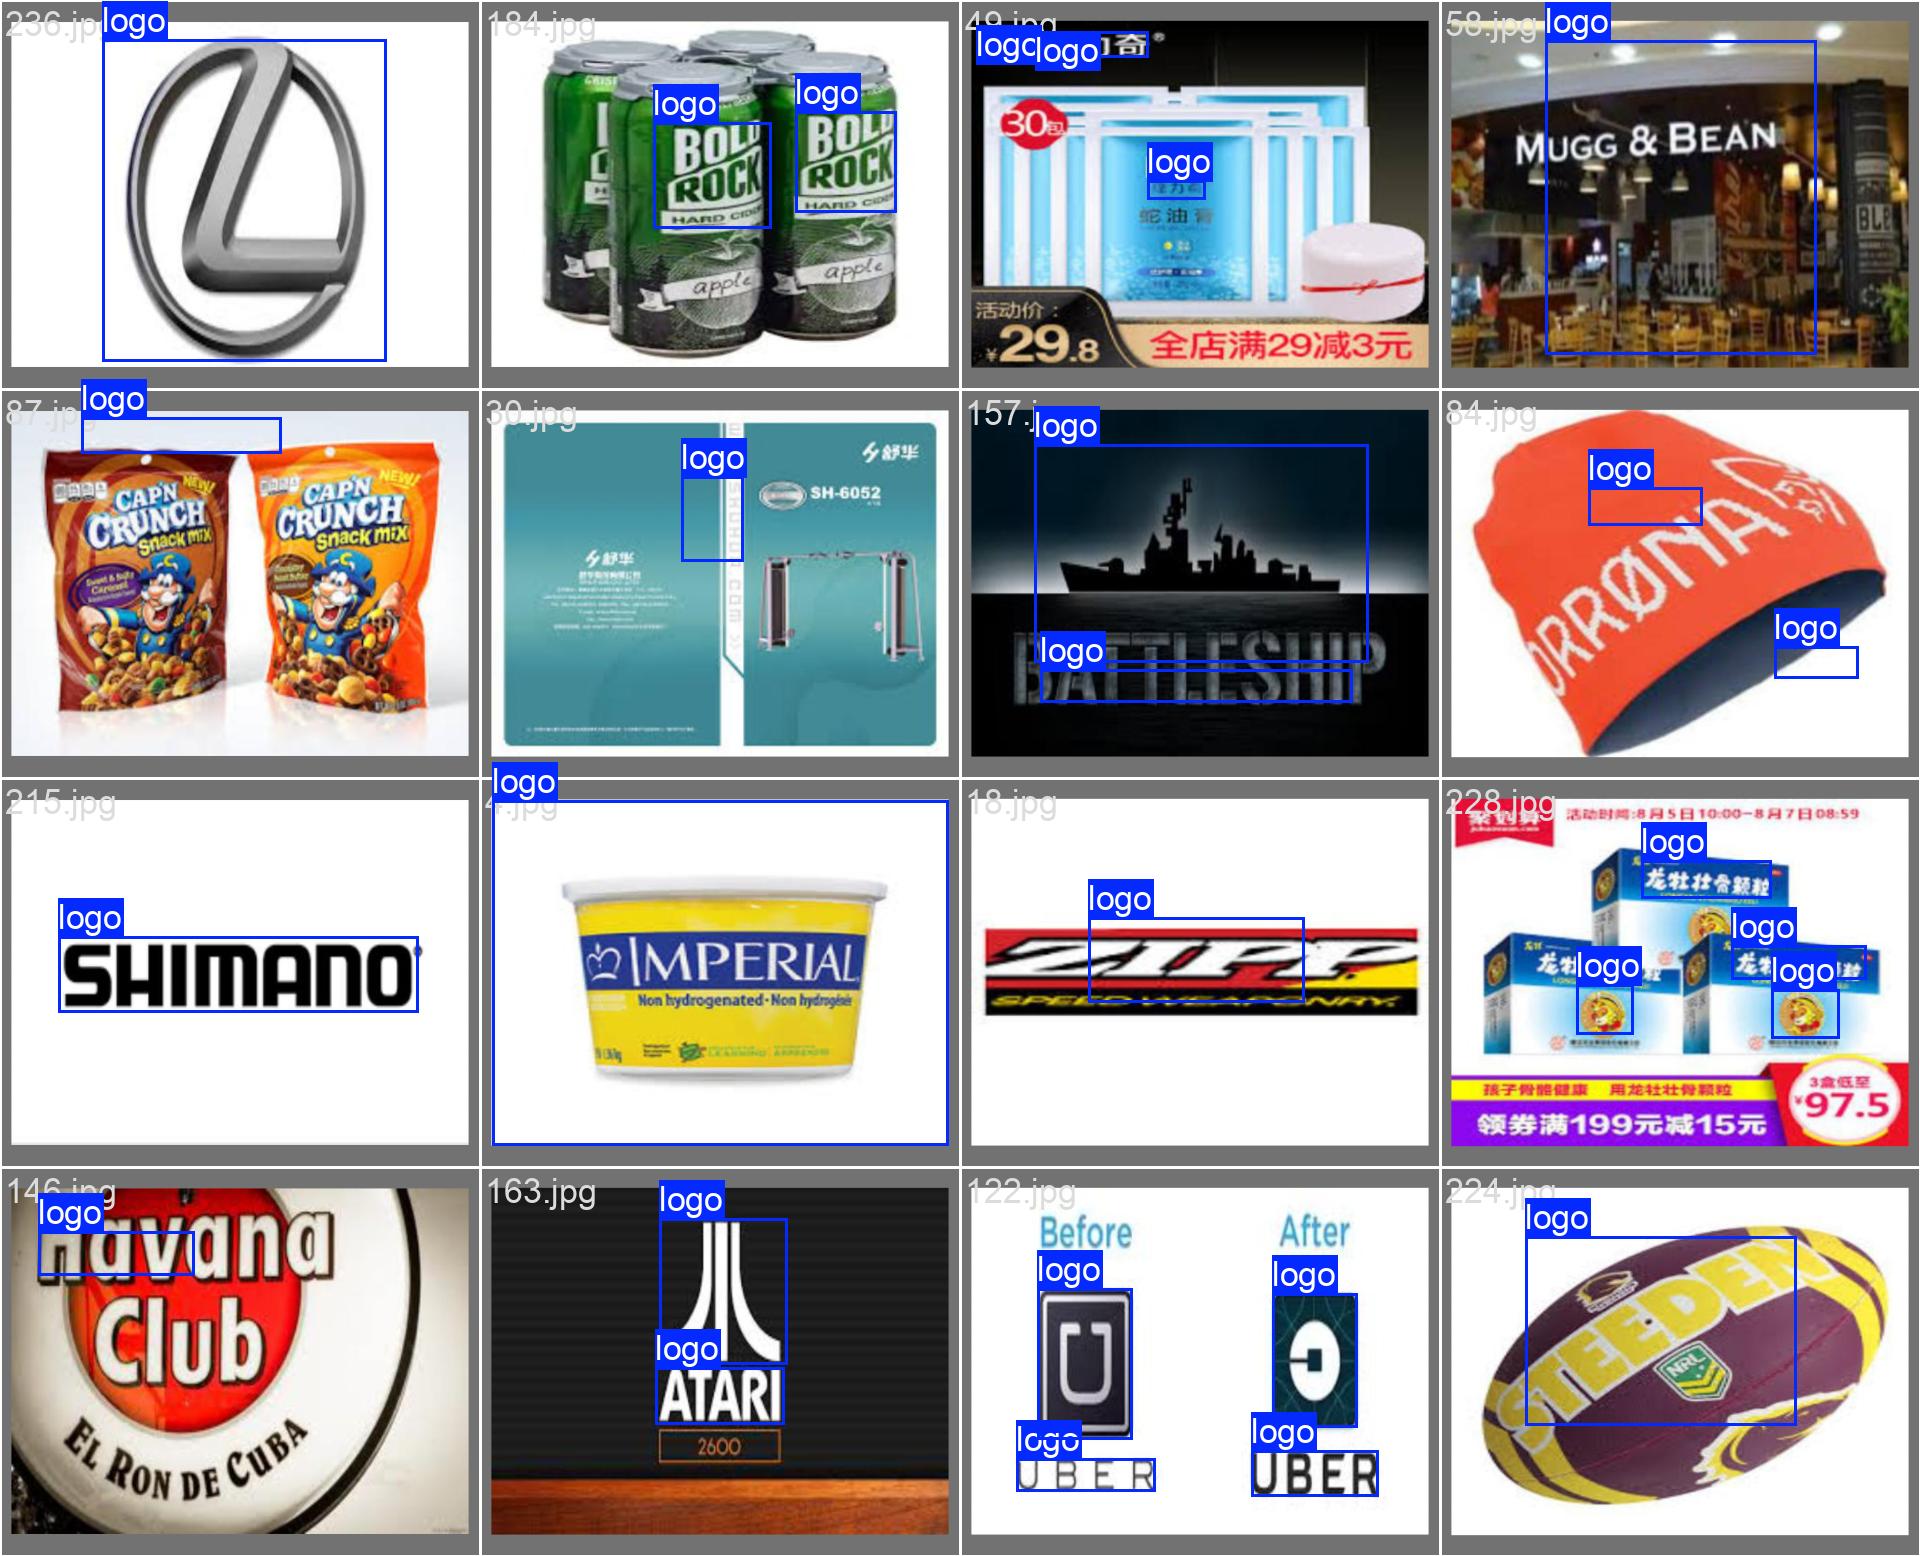 236.jpg
logo
184.jpg
logo
logo
BOLD
ROCK
HARD CIDER
apple
BOLD
ROCK
HARD CIDER
apple
49.jpg
logo
logo
奇®
30包
logo
蛇油膏
活动价:
¥29.8
全店满29减3元
58.jpg
logo
MUGG & BEAN
87.jpg
logo
NEW!
CAP'N
CRUNCH
Snack mix
NEW!
CAP'N
CRUNCH
Snack mix
30.jpg
logo
舒华
SH-6052
舒华
SHUHUA.COM >>
157.jpg
logo
logo
BATTLESHIP
84.jpg
logo
ORRØNA
logo
215.jpg
logo
SHIMANO
4.jpg
logo
IMPERIAL
Non hydrogenated · Non hydrogénée
18.jpg
logo
ZIPP
SPEED WEAPONRY.
228.jpg
聚划算
活动时间:8月5日10:00-8月7日08:59
logo
龙牡壮骨颗粒
logo
logo
logo
龙牡
龙牡
粒
孩子骨骼健康 用龙牡壮骨颗粒
领券满199元减15元
3盒低至
¥97.5
146.jpg
logo
Havana
Club
EL RON DE CUBA
163.jpg
logo
logo
ATARI
2600
122.jpg
Before
After
logo
logo
logo
logo
UBER
UBER
224.jpg
logo
STEEDEN
NRL